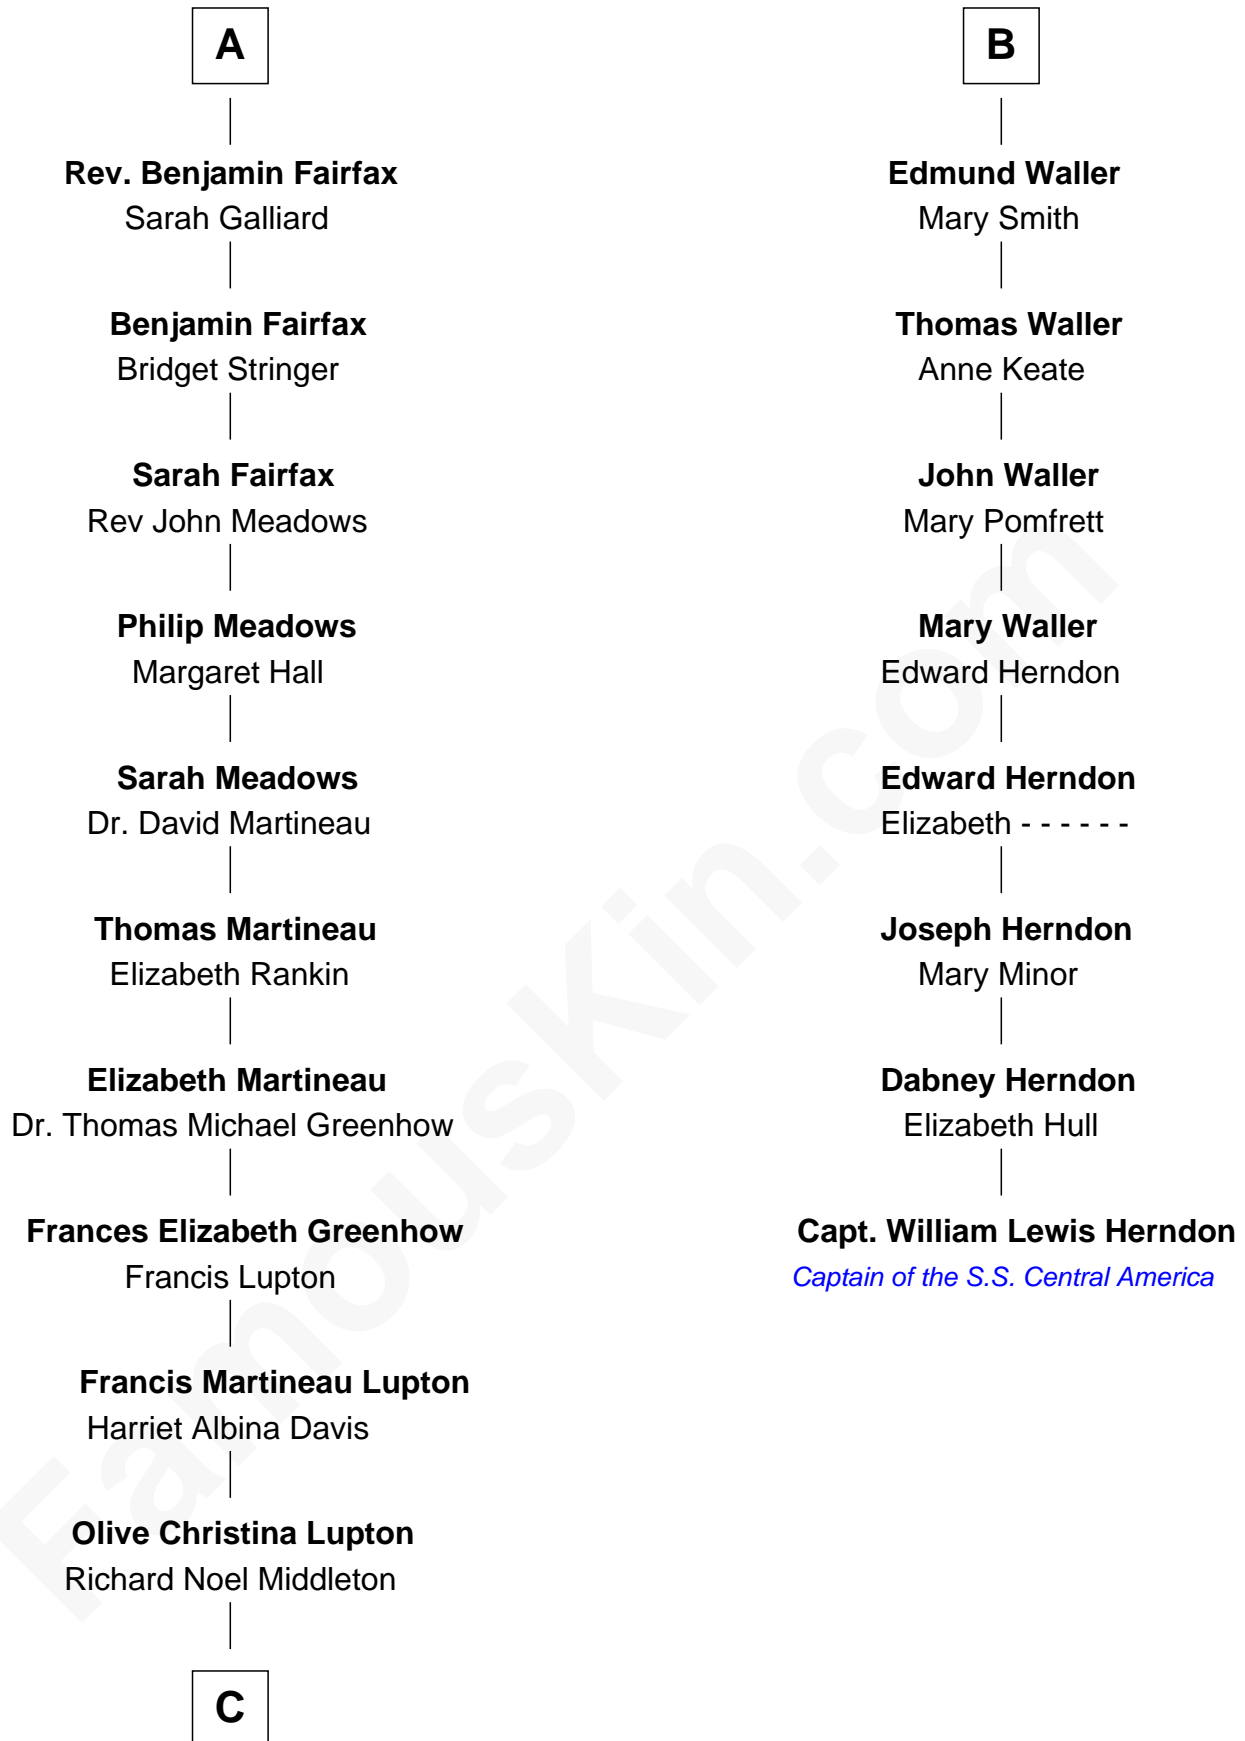 A
Rev. Benjamin Fairfax
Sarah Galliard
Benjamin Fairfax
Bridget Stringer
Sarah Fairfax
Rev John Meadows
Philip Meadows
Margaret Hall
Sarah Meadows
Dr. David Martineau
Thomas Martineau
Elizabeth Rankin
Elizabeth Martineau
Dr. Thomas Michael Greenhow
Frances Elizabeth Greenhow
Francis Lupton
Francis Martineau Lupton
Harriet Albina Davis
Olive Christina Lupton
Richard Noel Middleton
C
B
Edmund Waller
Mary Smith
Thomas Waller
Anne Keate
John Waller
Mary Pomfrett
Mary Waller
Edward Herndon
Edward Herndon
Elizabeth - - - - - -
Joseph Herndon
Mary Minor
Dabney Herndon
Elizabeth Hull
Capt. William Lewis Herndon
Captain of the S.S. Central America
FamousKin.com